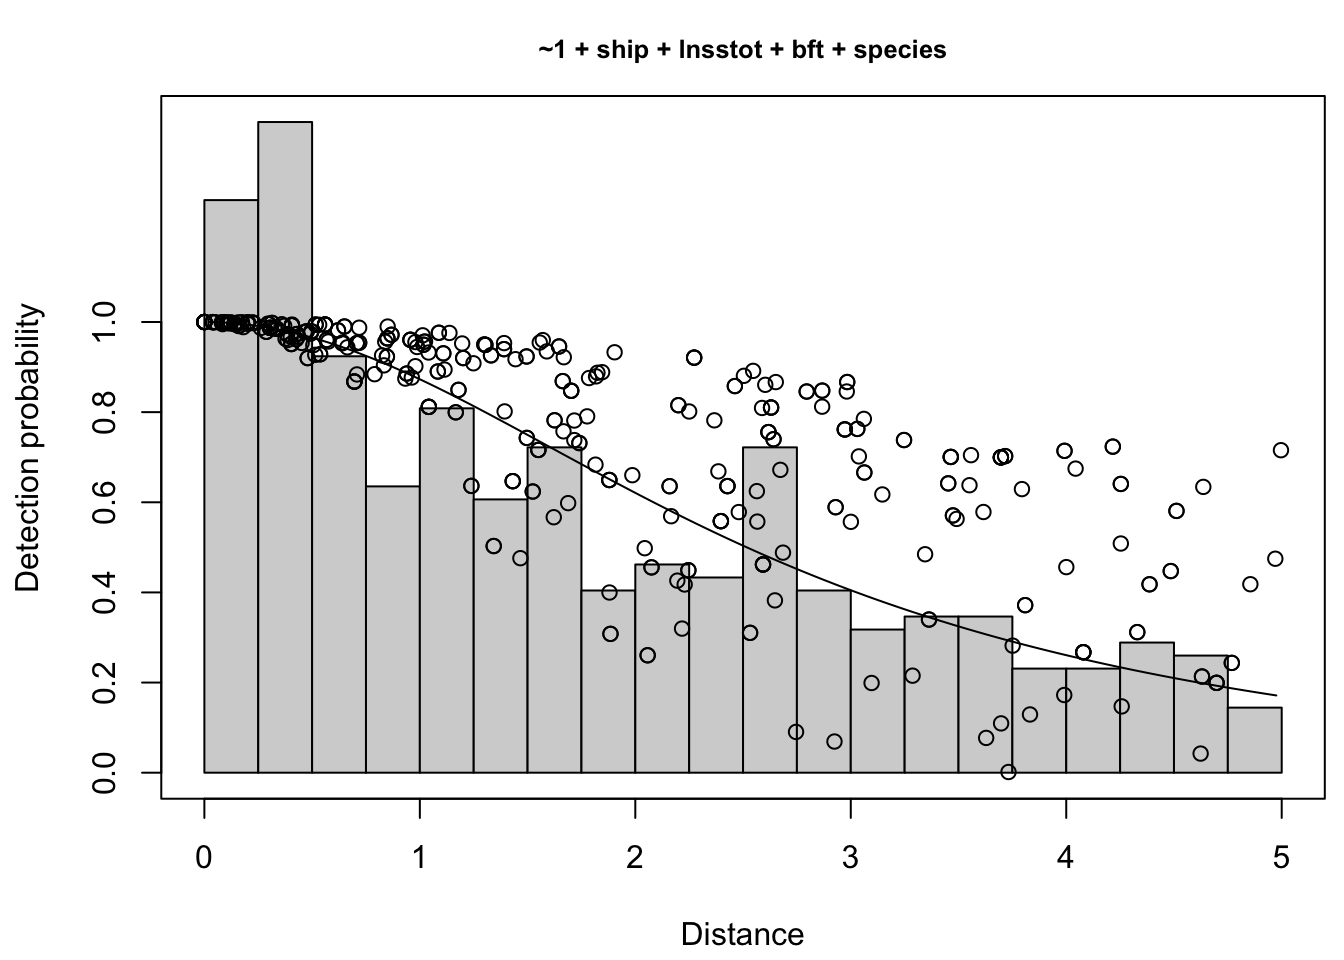 ~1 + ship + lnsstot + bft + species
Detection probability
1.0
0.8
0.6
0.4
0.2
0.0
0 1 2 3 4 5
Distance